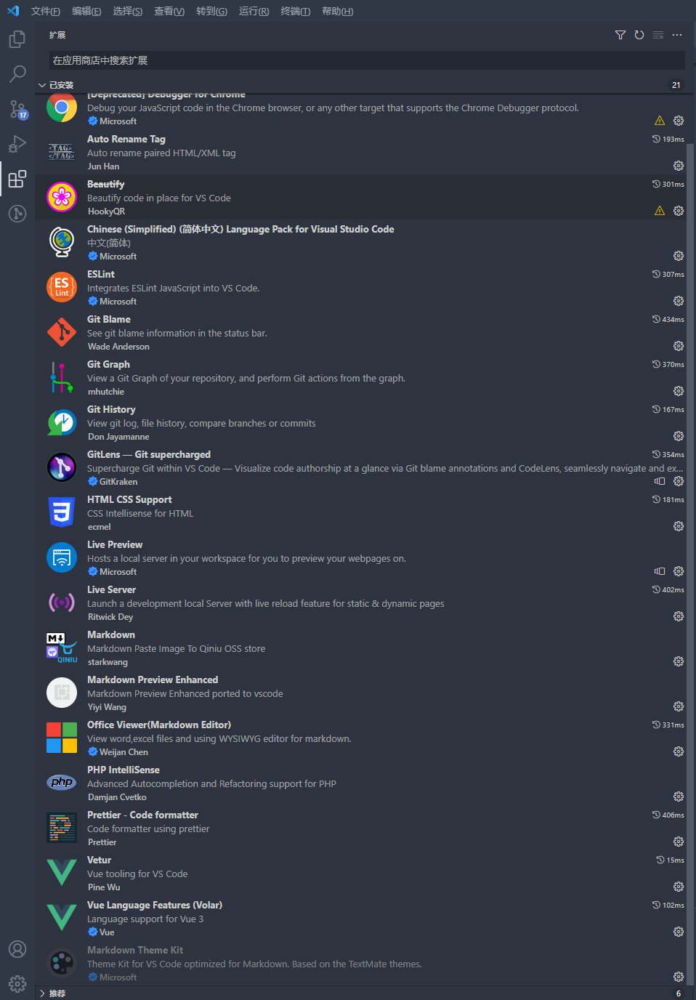 文件(F) 编辑(E) 选择(S) 查看(V) 转到(G) 运行(R) 终端(T) 帮助(H)
扩展
在应用商店中搜索扩展
已安装 21
[Deprecated] Debugger for Chrome
Debug your JavaScript code in the Chrome browser, or any other target that supports the Chrome Debugger protocol.
Microsoft
17
Auto Rename Tag 193ms
<TAG>
</TAG>
Auto rename paired HTML/XML tag
Jun Han
Beautify 301ms
Beautify code in place for VS Code
HookyQR
Chinese (Simplified) (简体中文) Language Pack for Visual Studio Code
中文(简体)
Microsoft
ESLint 307ms
ES
Lint
Integrates ESLint JavaScript into VS Code.
Microsoft
Git Blame 434ms
See git blame information in the status bar.
Wade Anderson
Git Graph 370ms
View a Git Graph of your repository, and perform Git actions from the graph.
mhutchie
Git History 167ms
View git log, file history, compare branches or commits
Don Jayamanne
GitLens — Git supercharged 354ms
Supercharge Git within VS Code — Visualize code authorship at a glance via Git blame annotations and CodeLens, seamlessly navigate and ex...
GitKraken
HTML CSS Support 181ms
3
CSS Intellisense for HTML
ecmel
Live Preview
Hosts a local server in your workspace for you to preview your webpages on.
Microsoft
Live Server 402ms
Launch a development local Server with live reload feature for static & dynamic pages
Ritwick Dey
Markdown
M
Markdown Paste Image To Qiniu OSS store
QINIU
starkwang
Markdown Preview Enhanced
Markdown Preview Enhanced ported to vscode
Yiyi Wang
Office Viewer(Markdown Editor) 331ms
View word,excel files and using WYSIWYG editor for markdown.
Weijan Chen
PHP IntelliSense
php
Advanced Autocompletion and Refactoring support for PHP
Damjan Cvetko
Prettier - Code formatter 406ms
Code formatter using prettier
Prettier
Vetur 15ms
Vue tooling for VS Code
Pine Wu
Vue Language Features (Volar) 102ms
Language support for Vue 3
Vue
Markdown Theme Kit
Theme Kit for VS Code optimized for Markdown. Based on the TextMate themes.
Microsoft
推荐 6